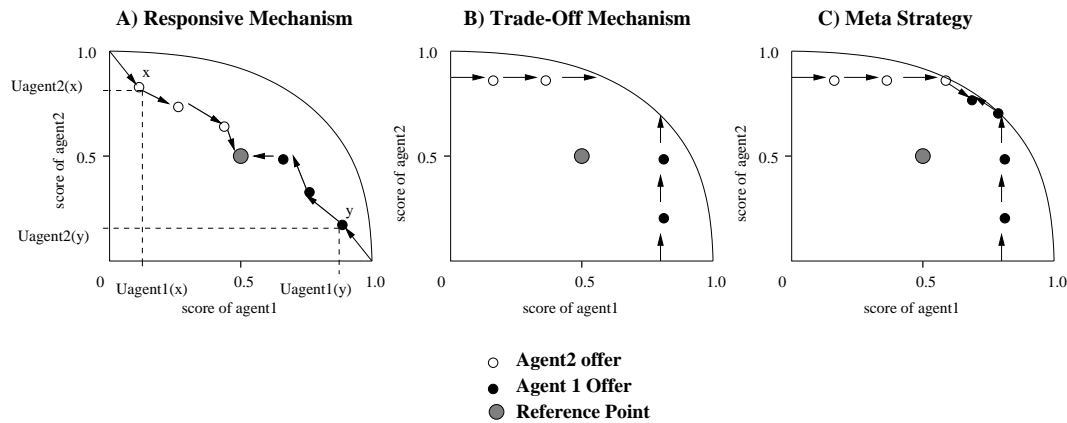 A) Responsive Mechanism
1.0
x
Uagent2(x)
score of agent2
0.5
y
Uagent2(y)
0
Uagent1(x)
0.5
Uagent1(y)
1.0
score of agent1
B) Trade-Off Mechanism
1.0
score of agent2
0.5
0
0.5
1.0
score of agent1
C) Meta Strategy
1.0
score of agent2
0.5
0
0.5
1.0
score of agent1
Agent2 offer
Agent 1 Offer
Reference Point